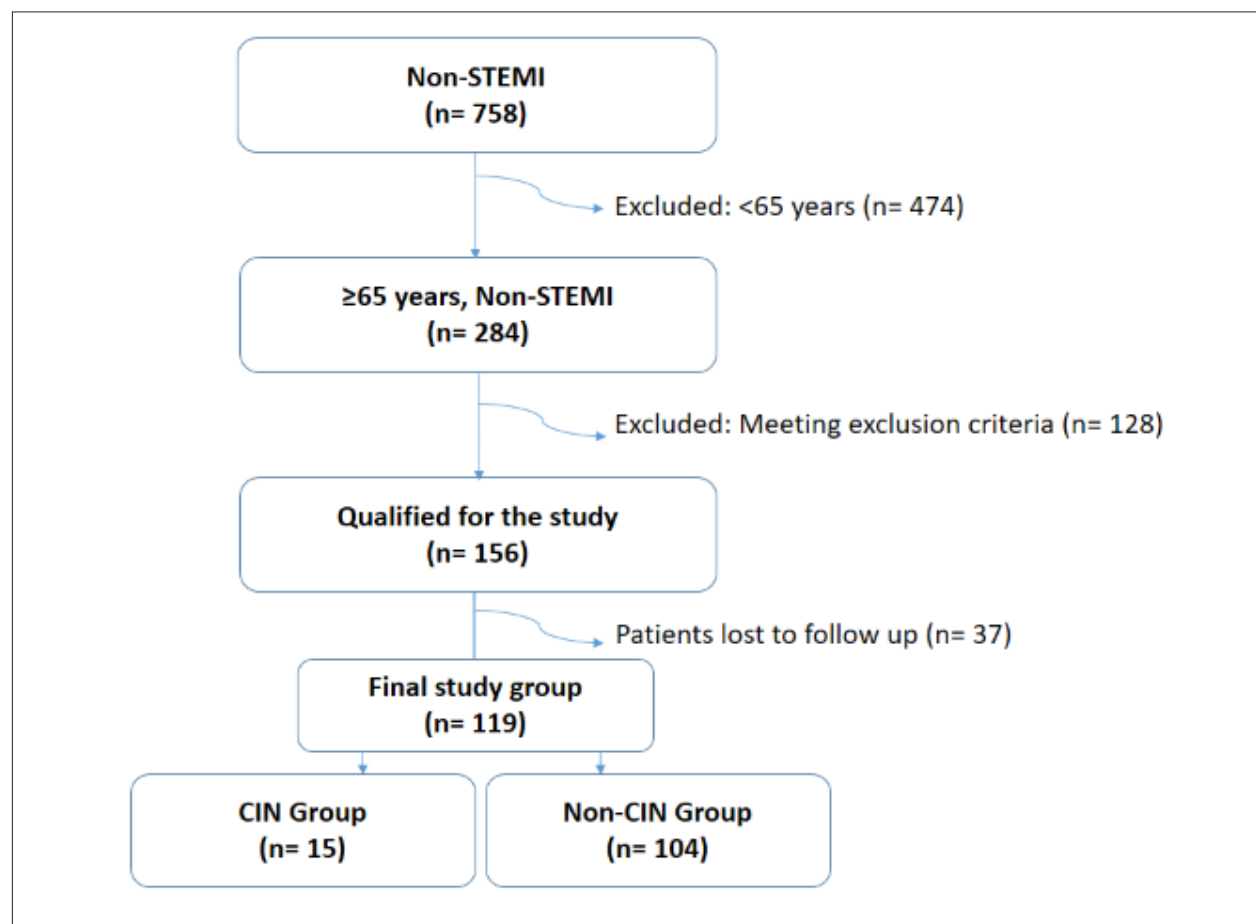 Non-STEMI
(n= 758)
Excluded: <65 years (n= 474)
≥65 years, Non-STEMI
(n= 284)
Excluded: Meeting exclusion criteria (n= 128)
Qualified for the study
(n= 156)
Patients lost to follow up (n= 37)
Final study group
(n= 119)
CIN Group
(n= 15)
Non-CIN Group
(n= 104)